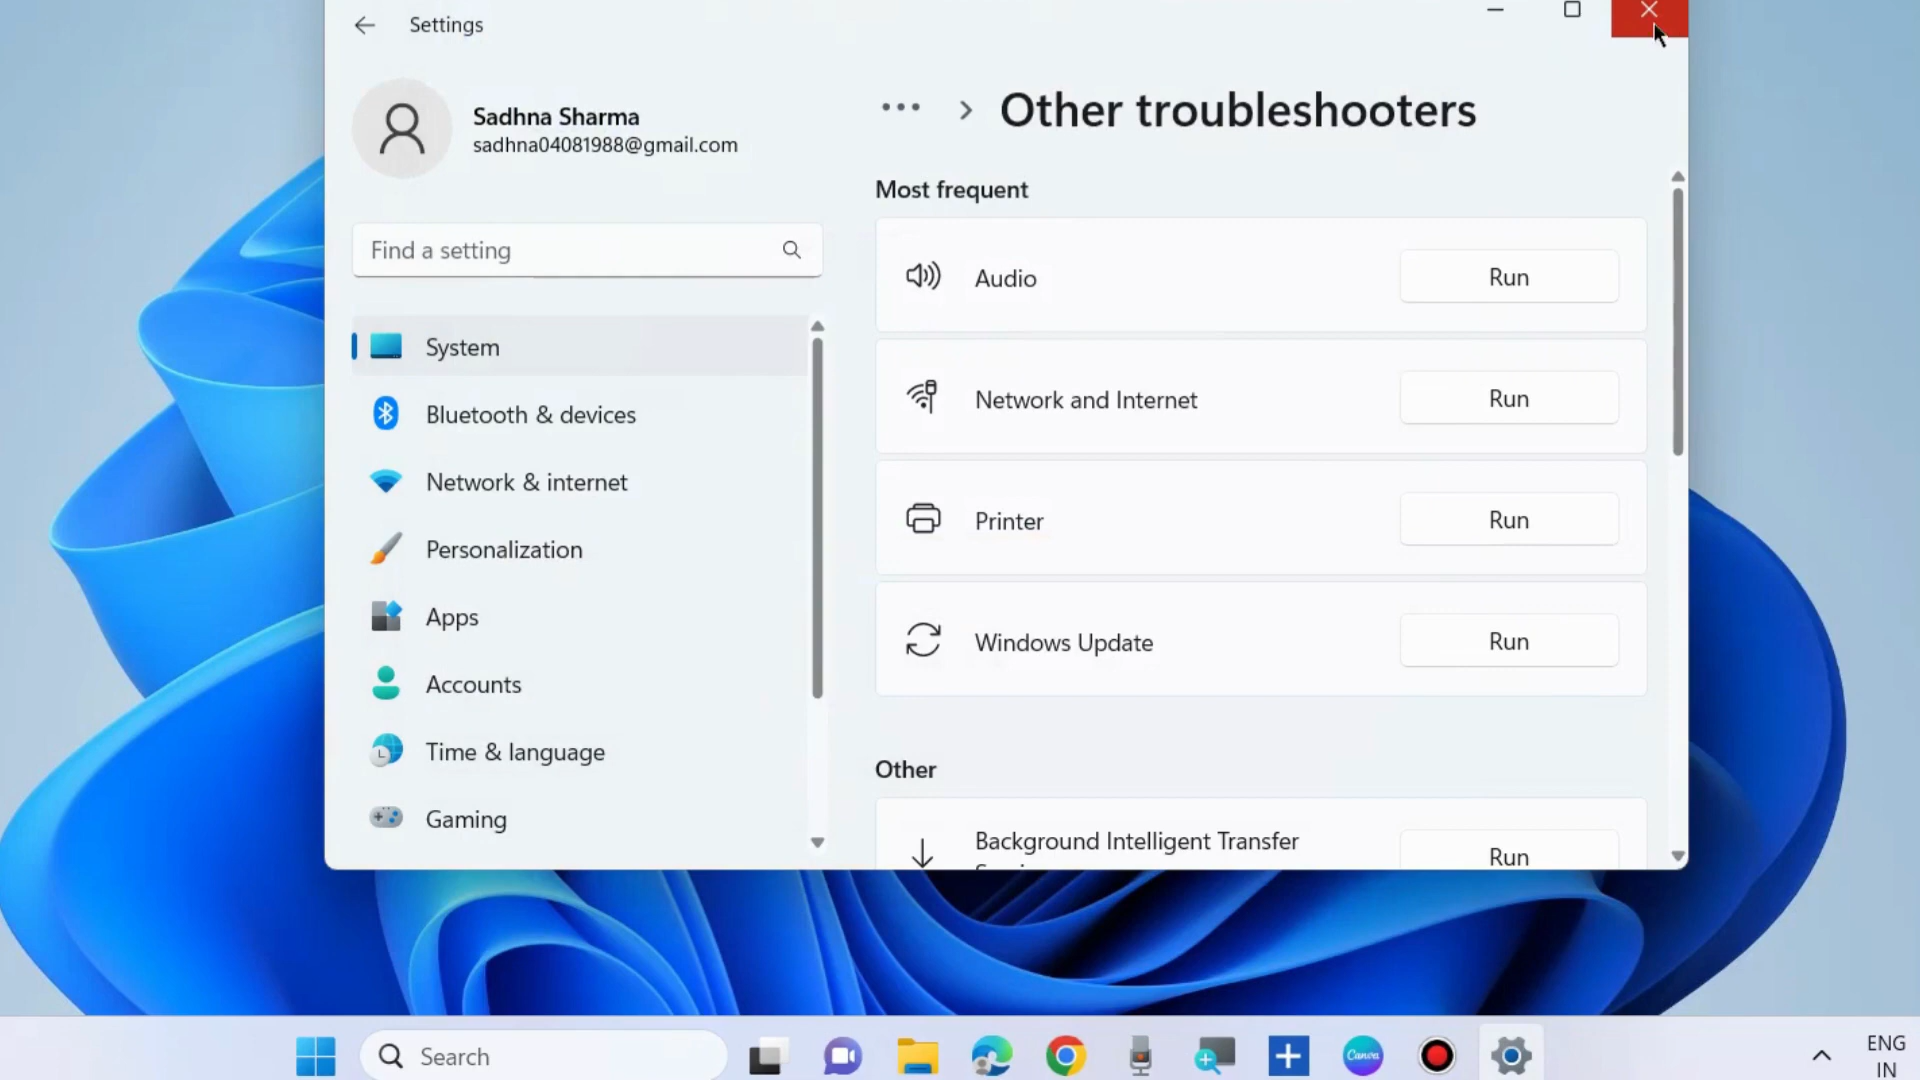 Settings
Sadhna Sharma
sadhna04081988@gmail.com
Find a setting
System
Bluetooth & devices
Network & internet
Personalization
Apps
Accounts
Time & language
Gaming
Other troubleshooters
Most frequent
Audio
Run
Network and Internet
Run
Printer
Run
Windows Update
Run
Other
Background Intelligent Transfer
Run
Search
Canva
ENG
IN